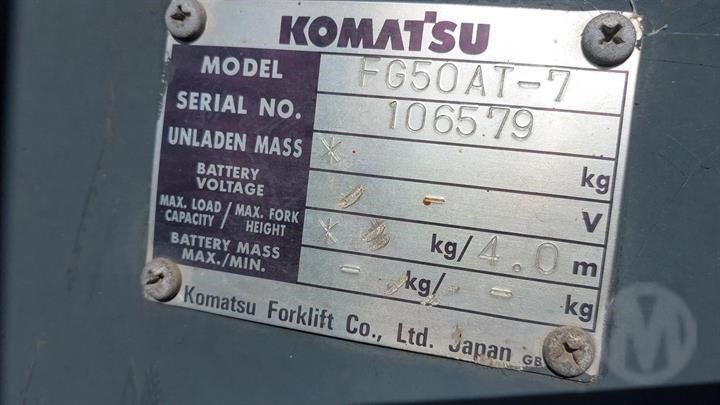 KOMATSU
MODEL FG50AT-7
SERIAL NO. 106579
UNLADEN MASS * kg
BATTERY VOLTAGE - V
MAX. LOAD CAPACITY / MAX. FORK HEIGHT * kg/4.0 m
BATTERY MASS MAX./MIN. - kg/ - kg
Komatsu Forklift Co., Ltd. Japan GB
M